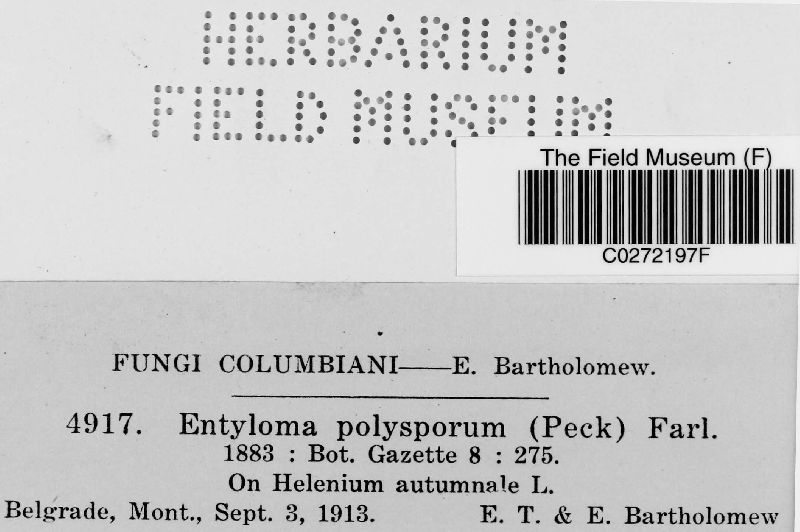 HERBARIUM
FIELD MUSEUM
The Field Museum (F)
C0272197F
FUNGI COLUMBIANI——E. Bartholomew.
4917. Entyloma polysporum (Peck) Farl.
1883 : Bot. Gazette 8 : 275.
On Helenium autumnale L.
Belgrade, Mont., Sept. 3, 1913. E. T. & E. Bartholomew